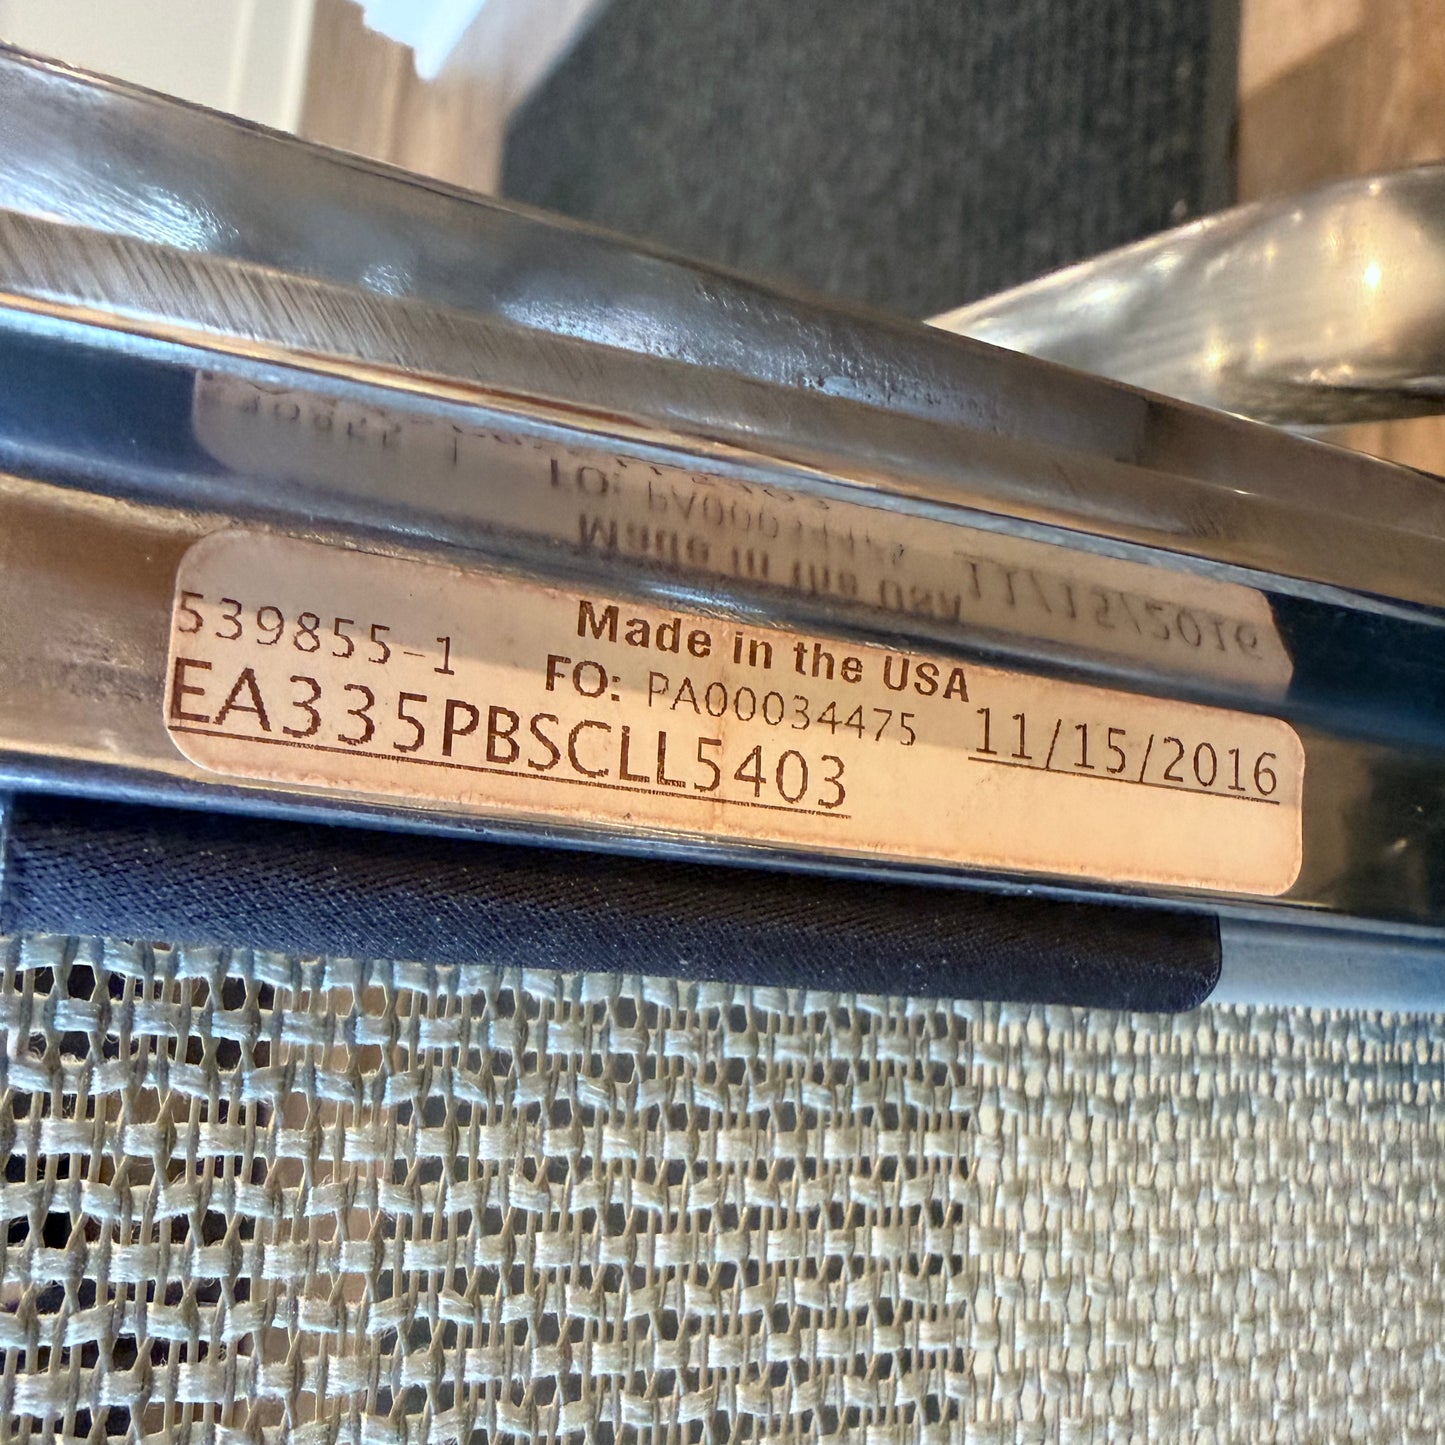 Made in the USA
539855-1
FO: PA00034475
EA335PBSCLL5403
11/15/2016